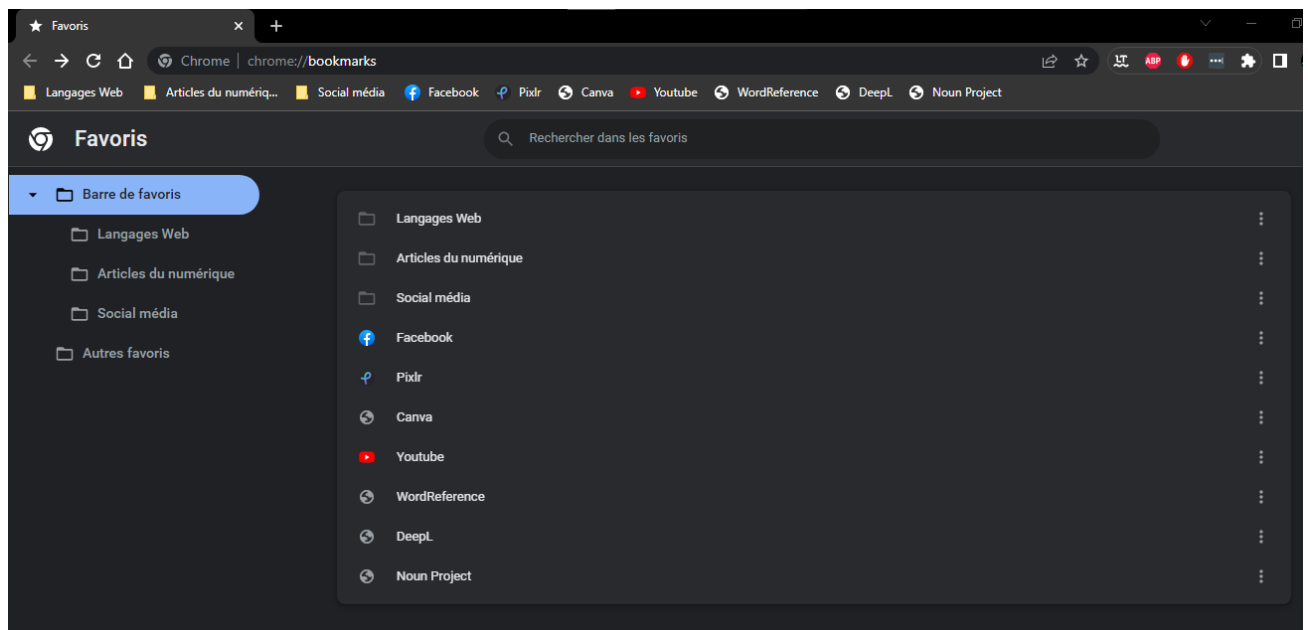 Favoris
Chrome | chrome://bookmarks
LT ABP
Langages Web Articles du numériq... Social média Facebook Pixlr Canva Youtube WordReference DeepL Noun Project
Favoris Rechercher dans les favoris
Barre de favoris
Langages Web
Articles du numérique
Social média
Autres favoris
Langages Web
Articles du numérique
Social média
Facebook
Pixlr
Canva
Youtube
WordReference
DeepL
Noun Project